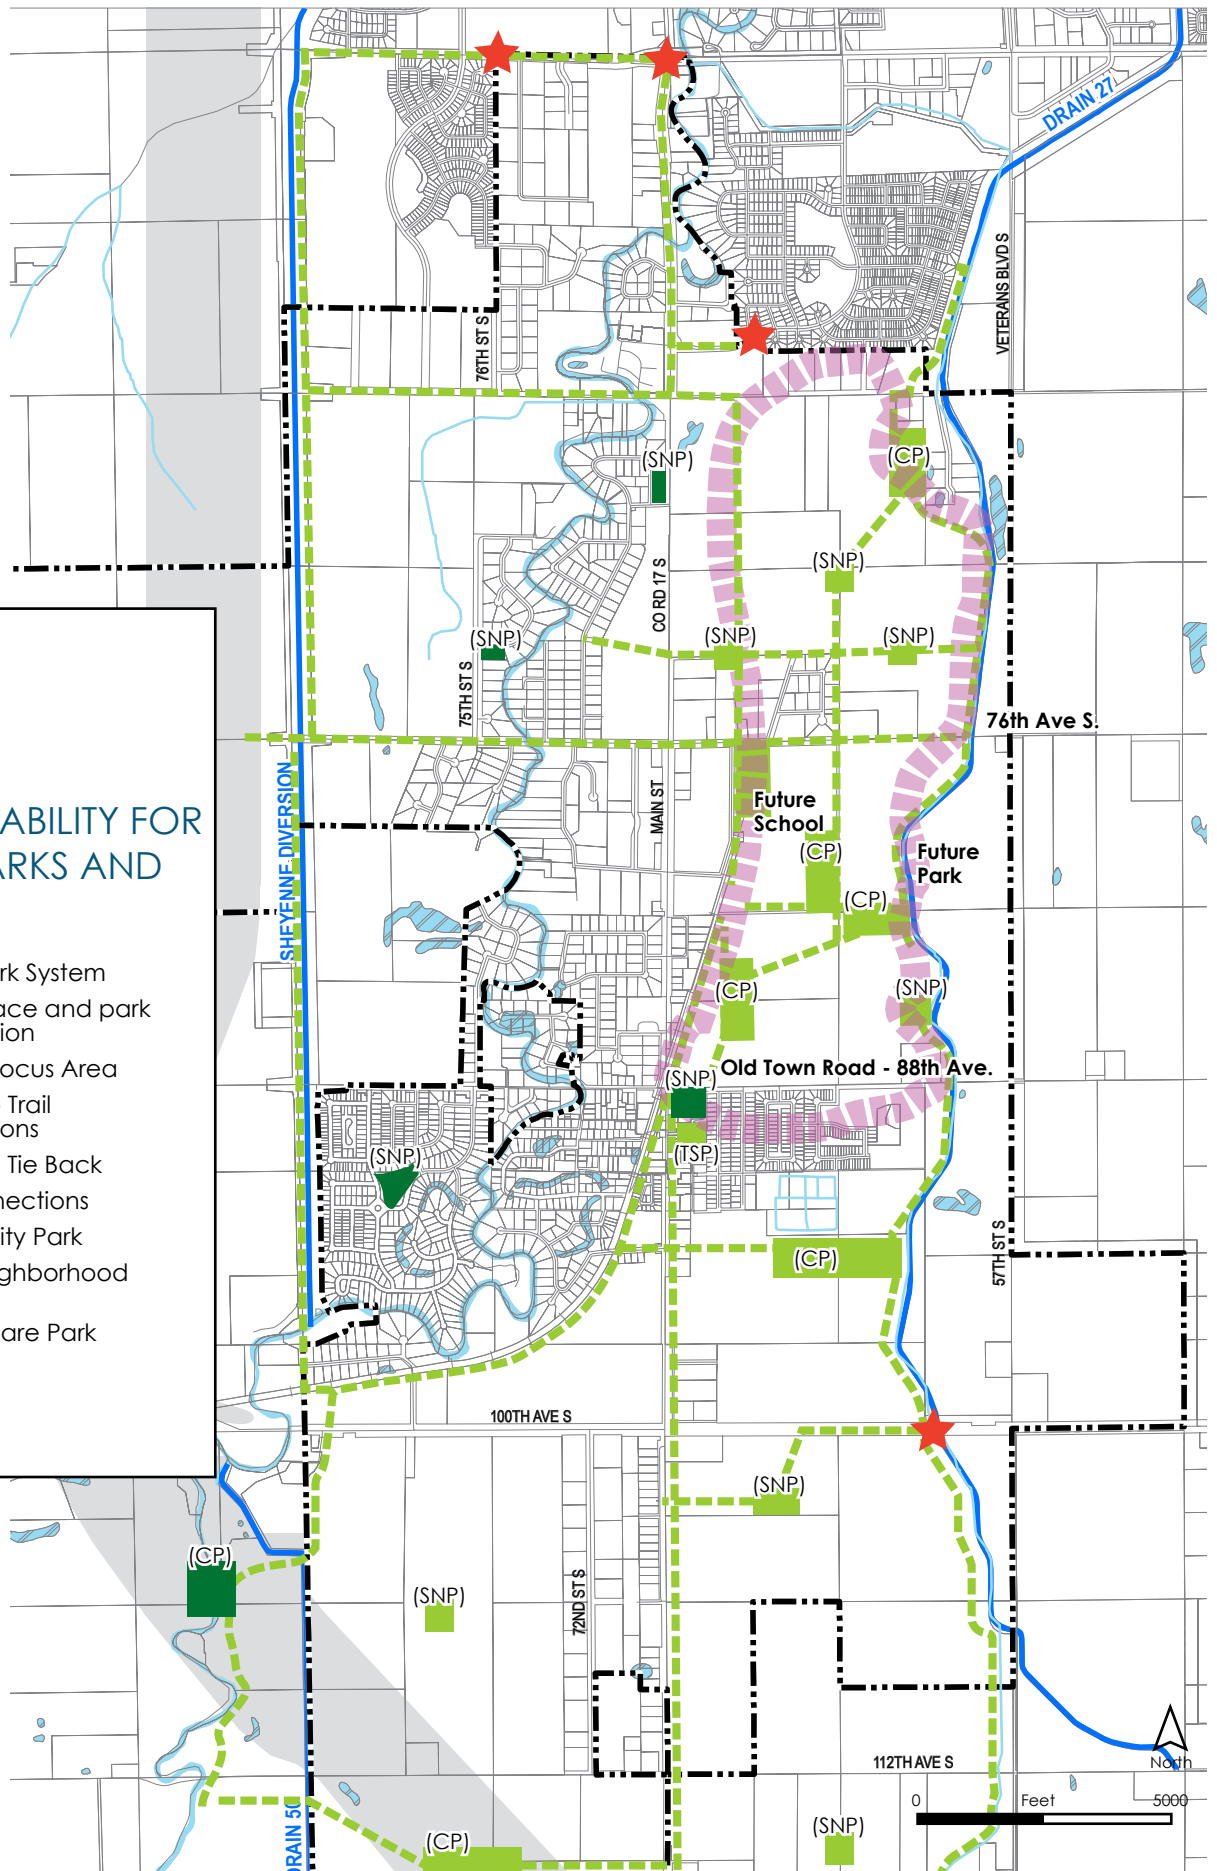 DRAIN 27
VETERANS BLVD S
76TH ST S
(CP)
(SNP)
(SNP)
CO RD 17 S
(SNP)
(SNP)
(SNP)
75TH ST S
76th Ave S.
SHEYENNE DIVERSION
MAIN ST
Future
School
(CP)
Future
Park
(CP)
ABILITY FOR
ARKS AND
rk System
ace and park
ion
ocus Area
Trail
ons
Tie Back
nections
ity Park
ghborhood
are Park
(CP)
(SNP)
Old Town Road - 88th Ave.
(SNP)
(TSP)
(SNP)
(CP)
57TH ST S
100TH AVE S
(SNP)
(CP)
(SNP)
72ND ST S
112TH AVE S
North
0 Feet 5000
DRAIN 50
(CP)
(SNP)